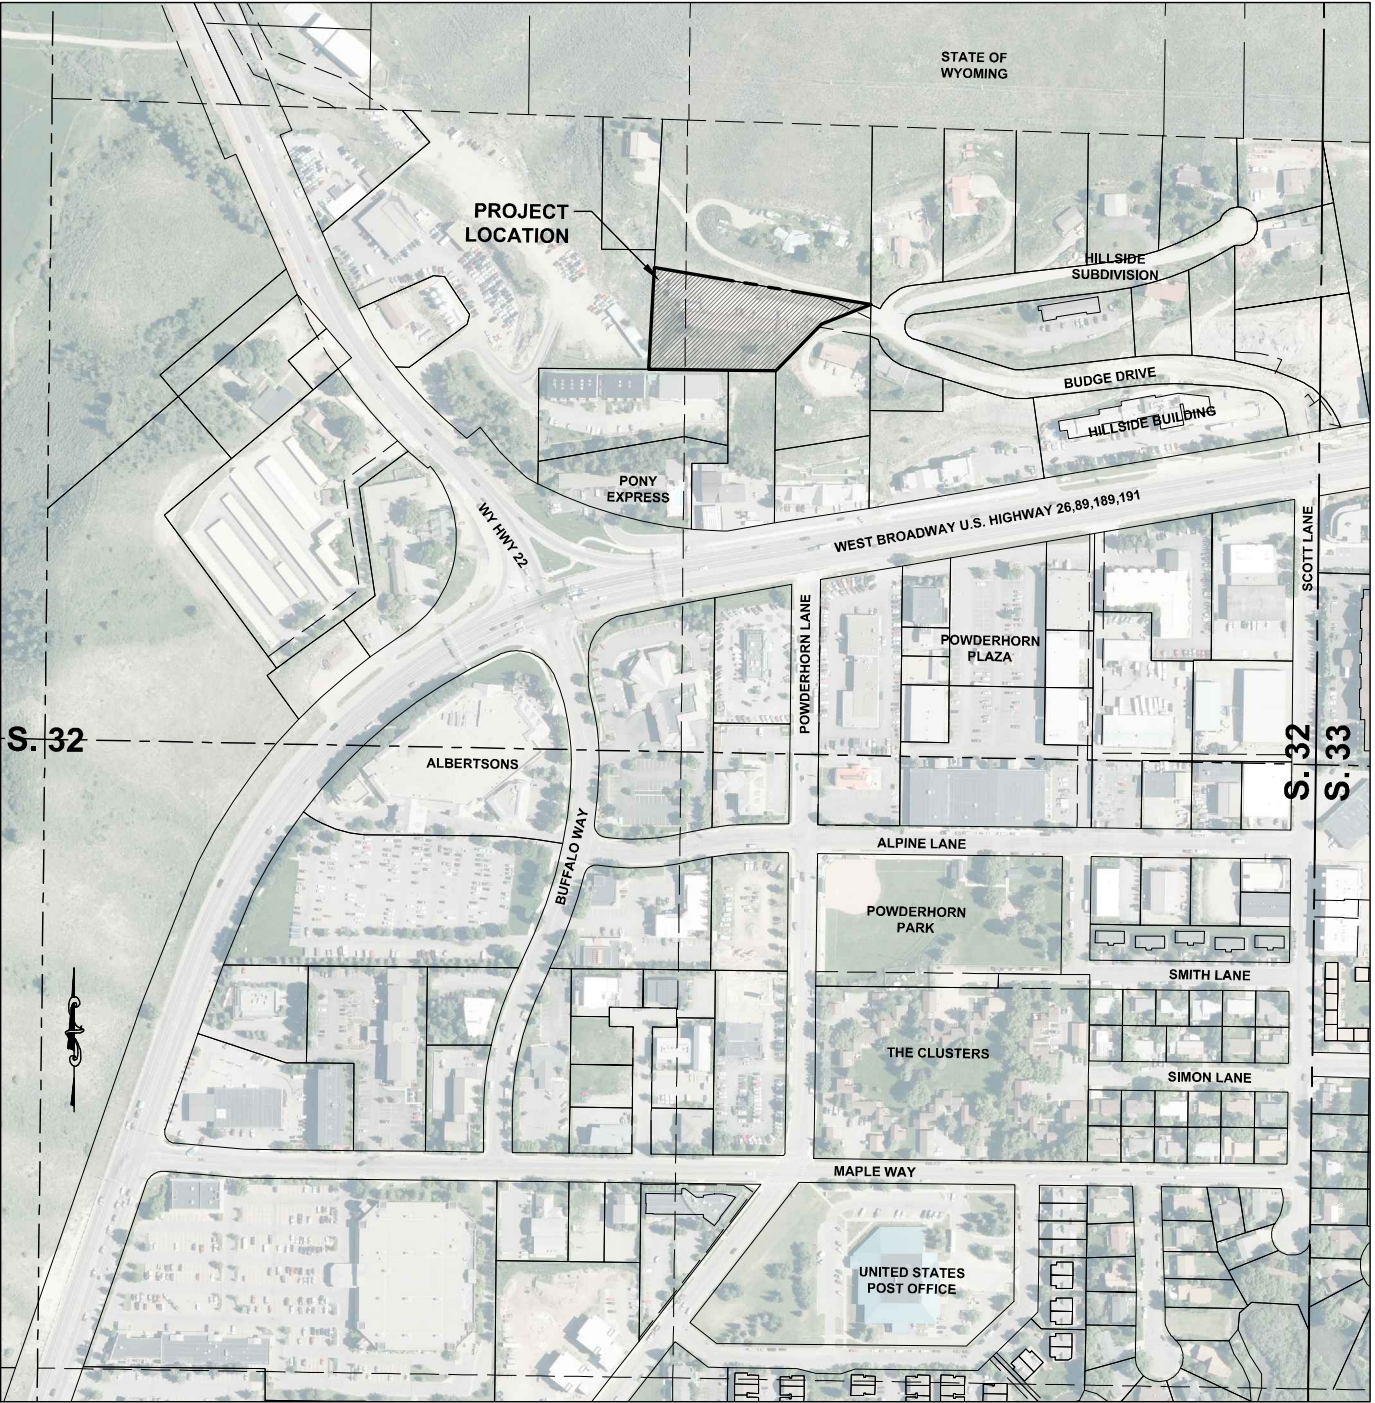 STATE OF
WYOMING
PROJECT
LOCATION
HILLSIDE
SUBDIVISION
BUDGE DRIVE
HILLSIDE BUILDING
PONY
EXPRESS
WY HWY 22
WEST BROADWAY U.S. HIGHWAY 26,89,189,191
SCOTT LANE
POWDERHORN LANE
POWDERHORN
PLAZA
S. 32
ALBERTSONS
S. 32
S. 33
BUFFALO WAY
ALPINE LANE
POWDERHORN
PARK
SMITH LANE
THE CLUSTERS
SIMON LANE
MAPLE WAY
UNITED STATES
POST OFFICE